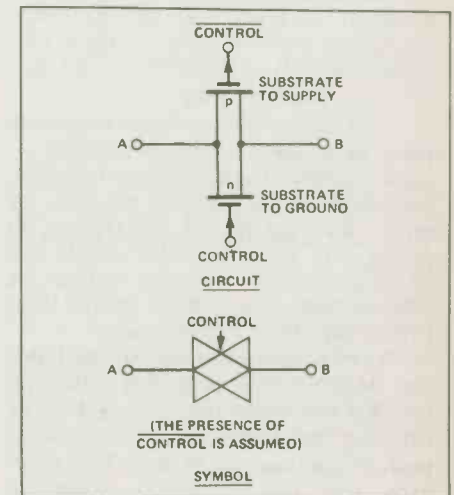 CONTROL
SUBSTRATE
TO SUPPLY
p
A
B
n
SUBSTRATE
TO GROUND
CONTROL
CIRCUIT
CONTROL
A
B
(THE PRESENCE OF
CONTROL IS ASSUMED)
SYMBOL